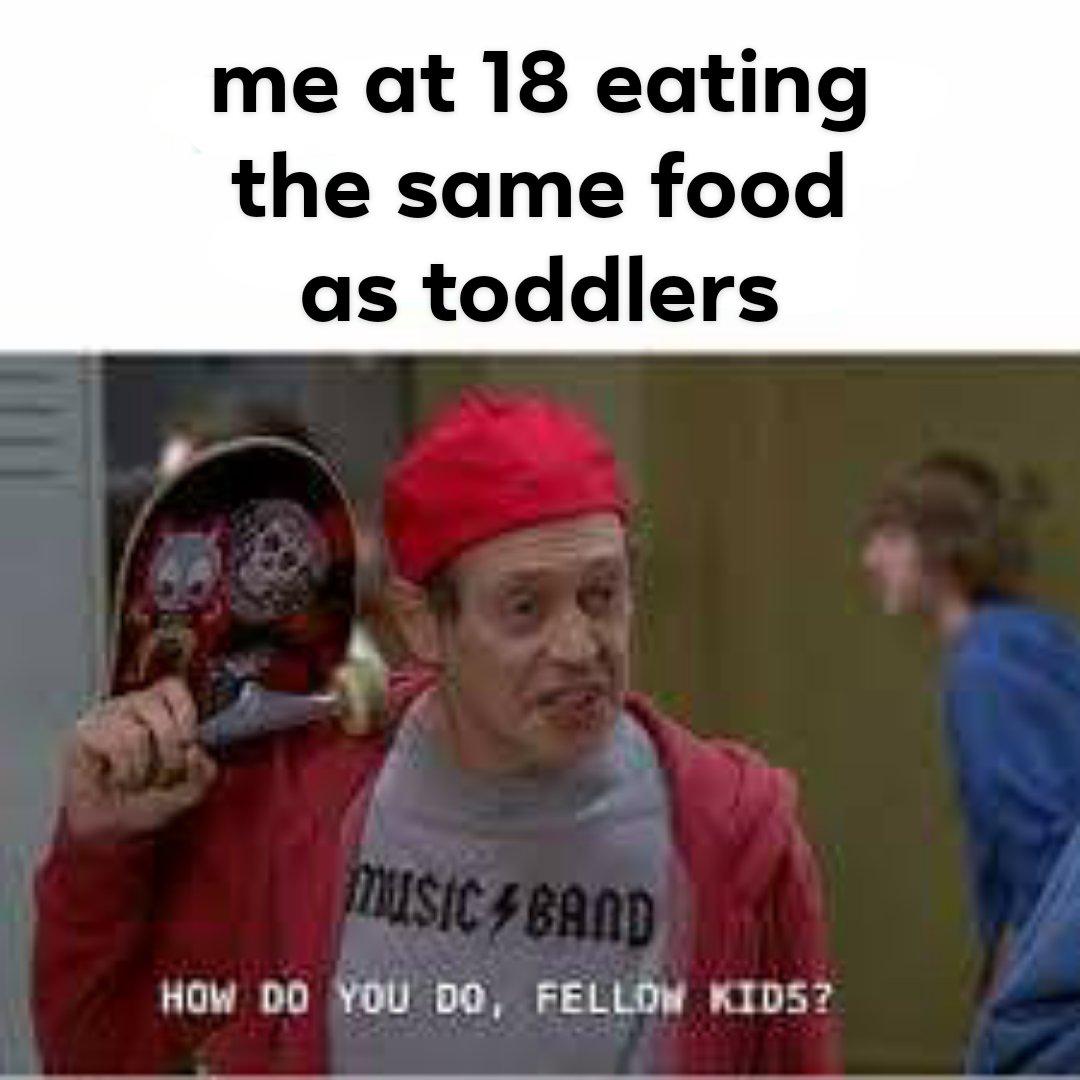 me at 18 eating
the same food
as toddlers
MUSIC⚡BAND
HOW DO YOU DO, FELLOW KIDS?